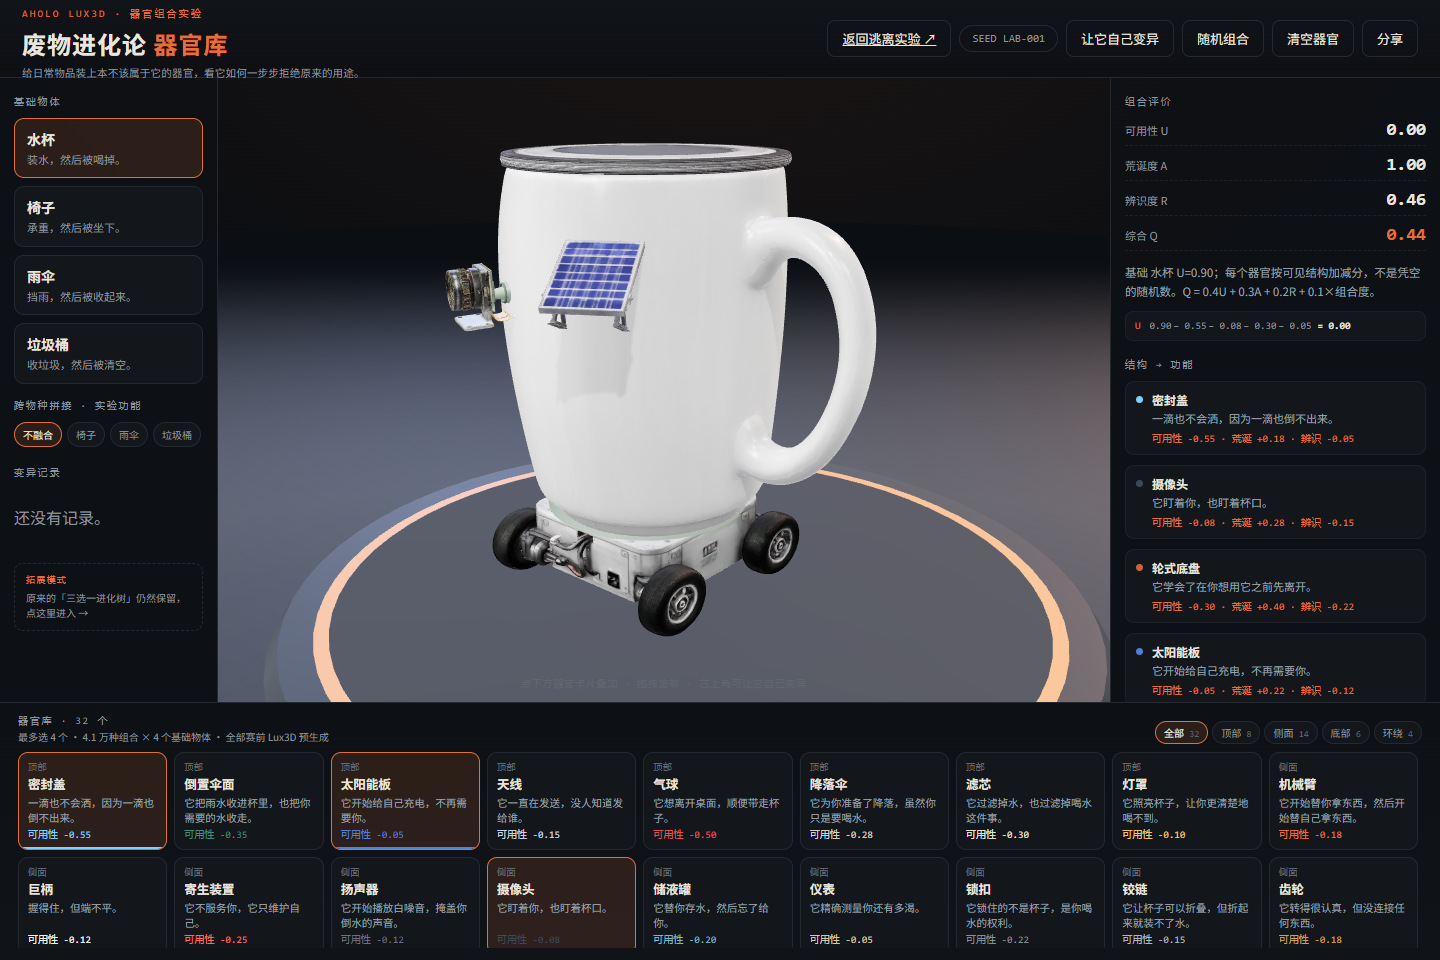 AHOLO LUX3D · 器官组合实验
废物进化论 器官库
给日常物品装上本不该属于它的器官，看它如何一步步拒绝原来的用途。
返回逃离实验 ↗
SEED LAB-001
让它自己变异
随机组合
清空器官
分享
基础物体
水杯
装水，然后被喝掉。
椅子
承重，然后被坐下。
雨伞
挡雨，然后被收起来。
垃圾桶
收垃圾，然后被清空。
跨物种拼接 · 实验功能
不融合 椅子 雨伞 垃圾桶
变异记录
还没有记录。
拓展模式
原来的「三选一进化树」仍然保留，
点这里进入 →
组合评价
可用性 U 0.00
荒诞度 A 1.00
辨识度 R 0.46
综合 Q 0.44
基础 水杯 U=0.90；每个器官按可见结构加减分，不是凭空
的随机数。Q = 0.4U + 0.3A + 0.2R + 0.1×组合度。
U 0.90 − 0.55 − 0.08 − 0.30 − 0.05 = 0.00
结构 → 功能
密封盖
一滴也不会洒，因为一滴也倒不出来。
可用性 -0.55 · 荒诞 +0.18 · 辨识 -0.05
摄像头
它盯着你，也盯着杯口。
可用性 -0.08 · 荒诞 +0.28 · 辨识 -0.15
轮式底盘
它学会了在你想用它之前先离开。
可用性 -0.30 · 荒诞 +0.40 · 辨识 -0.22
太阳能板
它开始给自己充电，不再需要你。
可用性 -0.05 · 荒诞 +0.22 · 辨识 -0.12
器官库 · 32 个
最多选 4 个 · 4.1 万种组合 × 4 个基础物体 · 全部赛前 Lux3D 预生成
全部 32 顶部 8 侧面 14 底部 6 环绕 4
顶部
密封盖
一滴也不会洒，因为一滴也
倒不出来。
可用性 -0.55
顶部
倒置伞面
它把雨水收进杯里，也把你
需要的水收走。
可用性 -0.35
顶部
太阳能板
它开始给自己充电，不再需
要你。
可用性 -0.05
顶部
天线
它一直在发送，没人知道发
给谁。
可用性 -0.15
顶部
气球
它想离开桌面，顺便带走杯
子。
可用性 -0.50
顶部
降落伞
它为你准备了降落，虽然你
只是要喝水。
可用性 -0.28
顶部
滤芯
它过滤掉水，也过滤掉喝水
这件事。
可用性 -0.30
顶部
灯罩
它照亮杯子，让你更清楚地
喝不到。
可用性 -0.10
侧面
机械臂
它开始替你拿东西，然后开
始替自己拿东西。
可用性 -0.18
侧面
巨柄
握得住，但端不平。
可用性 -0.12
侧面
寄生装置
它不服务你，它只维护自
己。
可用性 -0.25
侧面
扬声器
它开始播放白噪音，掩盖你
倒水的声音。
可用性 -0.12
侧面
摄像头
它盯着你，也盯着杯口。
可用性 -0.08
侧面
储液罐
它替你存水，然后忘了给
你。
可用性 -0.20
侧面
仪表
它精确测量你还有多渴。
可用性 -0.05
侧面
锁扣
它锁住的不是杯子，是你喝
水的权利。
可用性 -0.22
侧面
铰链
它让杯子可以折叠，但折起
来就装不了水。
可用性 -0.15
侧面
齿轮
它转得很认真，但没连接任
何东西。
可用性 -0.18